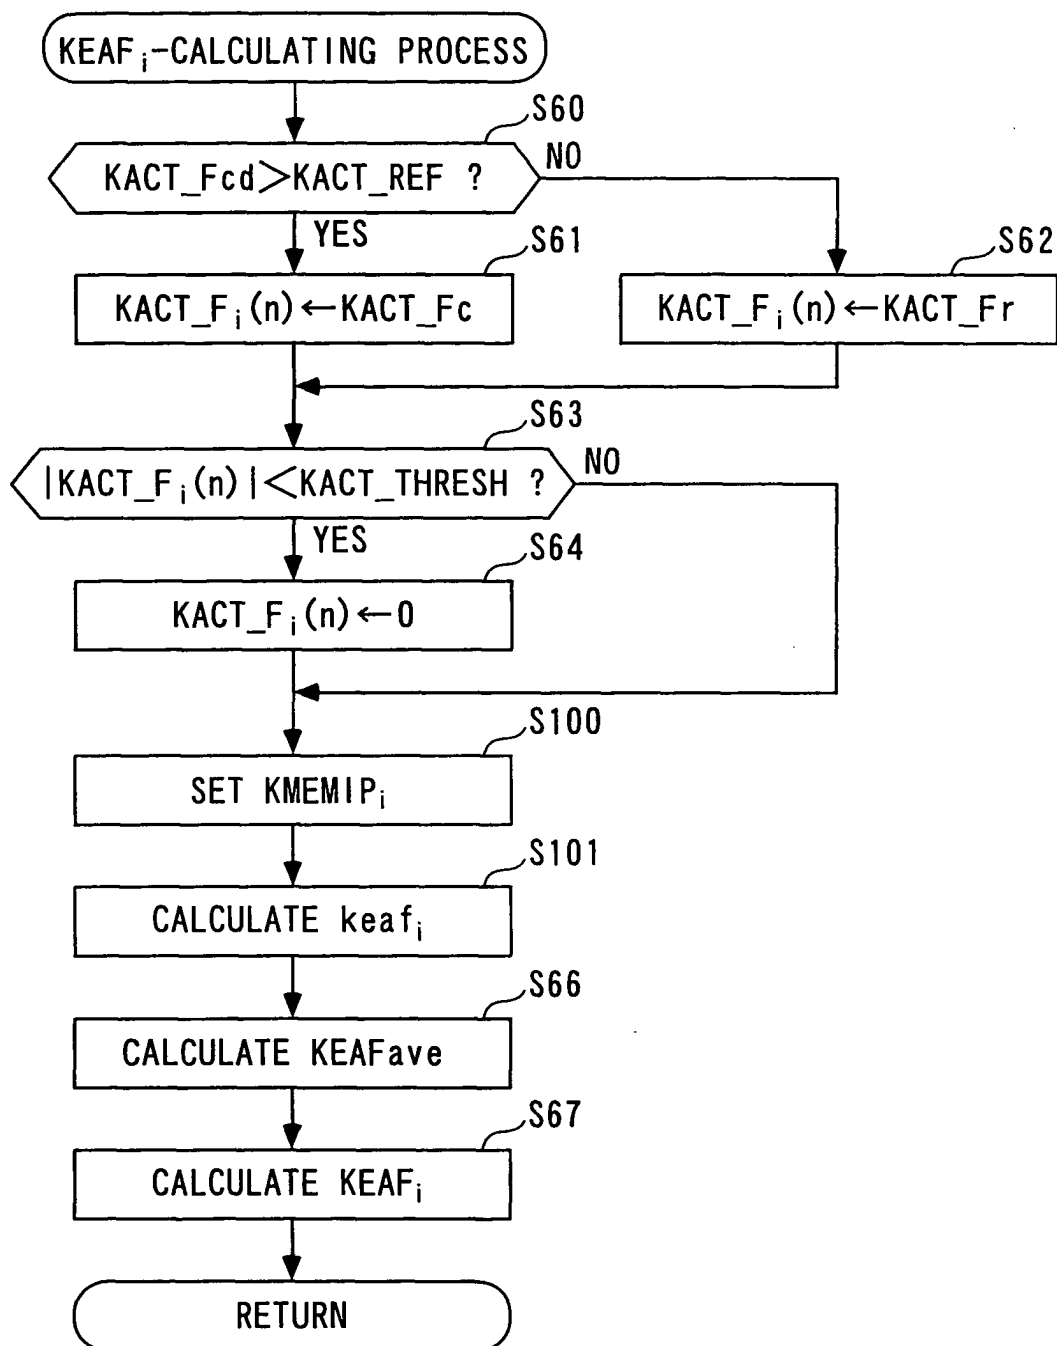 KEAFi-CALCULATING PROCESS
S60
KACT_Fcd>KACT_REF ?
NO
YES
S61
S62
KACT_Fi(n)←KACT_Fc
KACT_Fi(n)←KACT_Fr
S63
|KACT_Fi(n)|<KACT_THRESH ?
NO
YES
S64
KACT_Fi(n)←0
S100
SET KMEMIPi
S101
CALCULATE keafi
S66
CALCULATE KEAFave
S67
CALCULATE KEAFi
RETURN